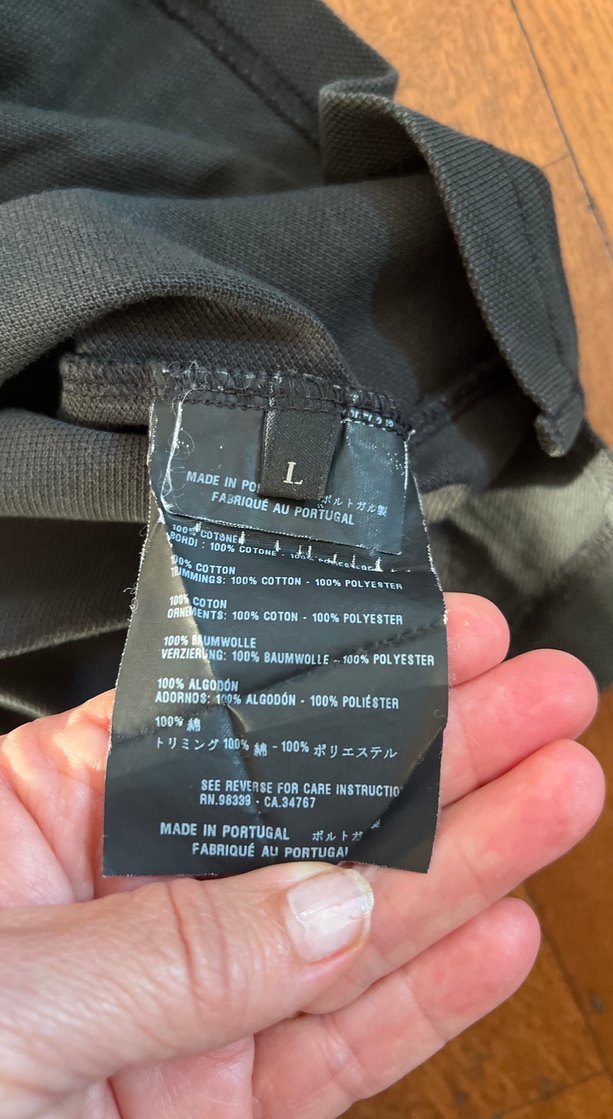 L
MADE IN
ポルトガル製
FABRIQUÉ AU PORTUGAL
100% COTONE
BORDI : 100% COTONE - 100%
100% COTTON
TRIMMINGS: 100% COTTON - 100% POLYESTER
100% COTON
ORNEMENTS: 100% COTON - 100% POLYESTER
100% BAUMWOLLE
VERZIERUNG: 100% BAUMWOLLE - 100% POLYESTER
100% ALGODÓN
ADORNOS: 100% ALGODÓN - 100% POLIÉSTER
100% 綿
トリミング 100% 綿 - 100% ポリエステル
SEE REVERSE FOR CARE INSTRUCTIO
RN.98339 - CA.34767
MADE IN PORTUGAL ポルトガ 製
FABRIQUÉ AU PORTUGAL